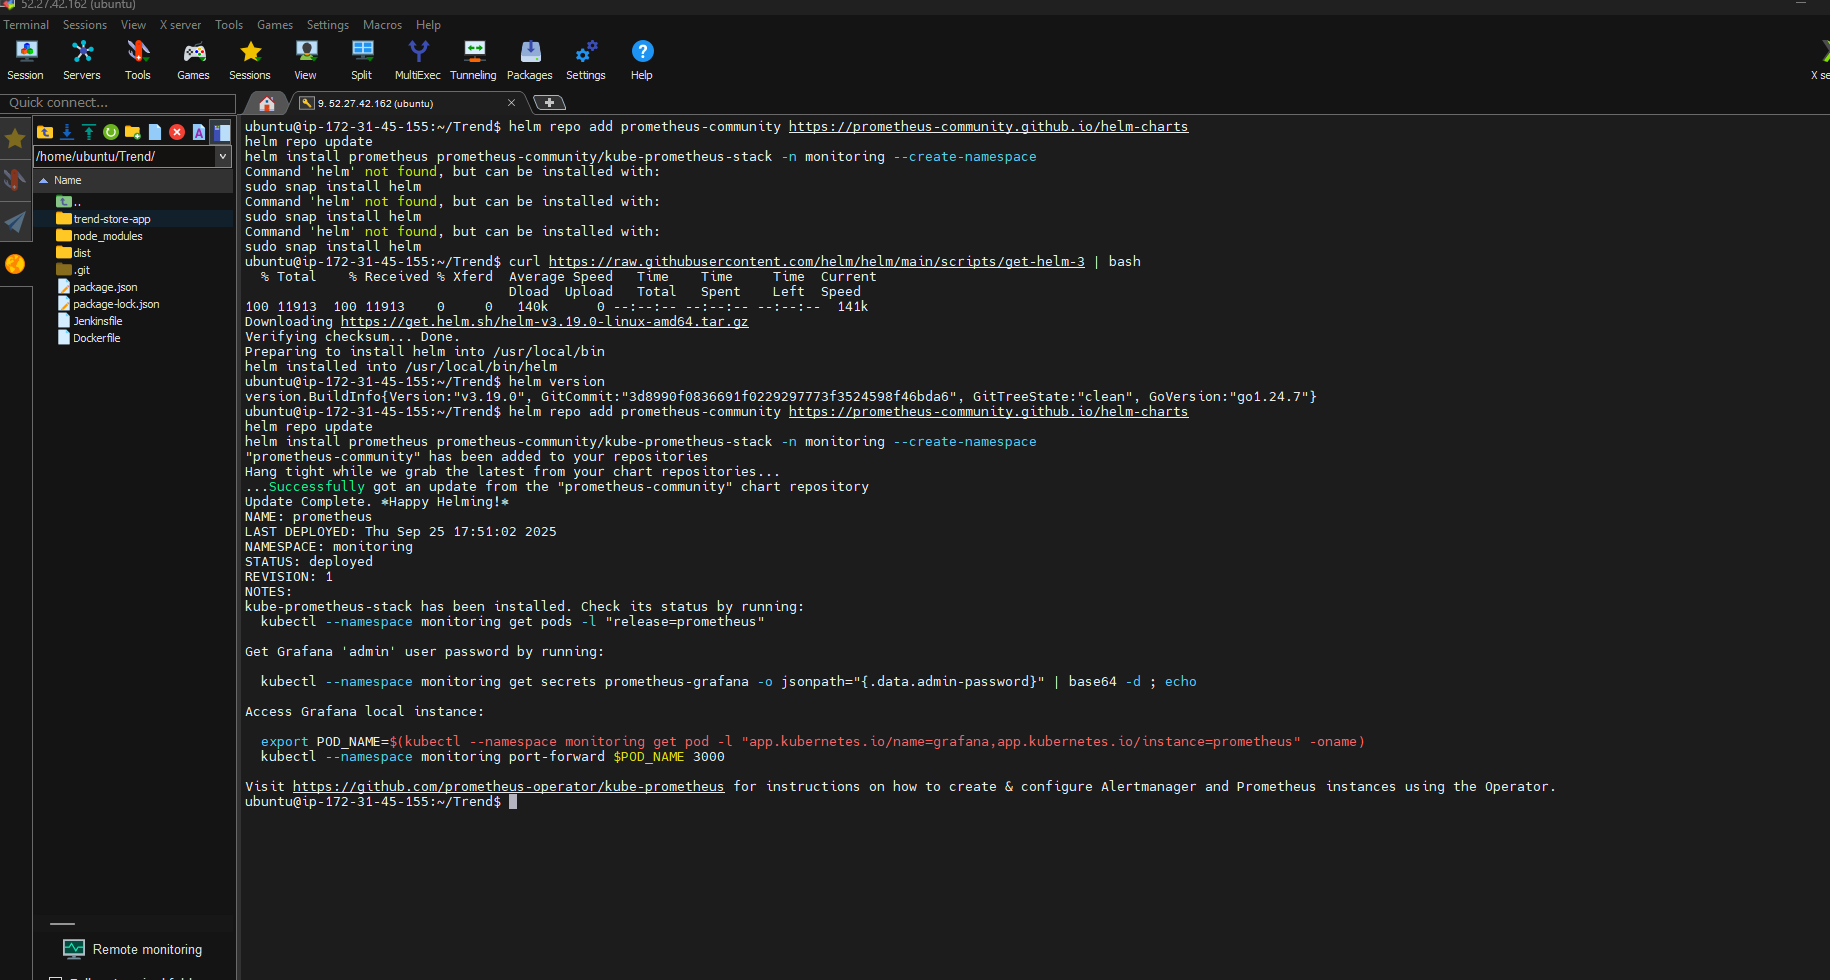 52.27.42.162 (ubuntu)
Terminal Sessions View X server Tools Games Settings Macros Help
Session Servers Tools Games Sessions View Split MultiExec Tunneling Packages Settings Help
Quick connect...
9. 52.27.42.162 (ubuntu)
/home/ubuntu/Trend/
Name
..
trend-store-app
node_modules
dist
.git
package.json
package-lock.json
Jenkinsfile
Dockerfile
Remote monitoring
ubuntu@ip-172-31-45-155:~/Trend$ helm repo add prometheus-community https://prometheus-community.github.io/helm-charts
helm repo update
helm install prometheus prometheus-community/kube-prometheus-stack -n monitoring --create-namespace
Command 'helm' not found, but can be installed with:
sudo snap install helm
Command 'helm' not found, but can be installed with:
sudo snap install helm
Command 'helm' not found, but can be installed with:
sudo snap install helm
ubuntu@ip-172-31-45-155:~/Trend$ curl https://raw.githubusercontent.com/helm/helm/main/scripts/get-helm-3 | bash
  % Total    % Received % Xferd  Average Speed   Time    Time     Time  Current
                                 Dload  Upload   Total   Spent    Left  Speed
100 11913  100 11913    0     0   140k      0 --:--:-- --:--:-- --:--:--  141k
Downloading https://get.helm.sh/helm-v3.19.0-linux-amd64.tar.gz
Verifying checksum... Done.
Preparing to install helm into /usr/local/bin
helm installed into /usr/local/bin/helm
ubuntu@ip-172-31-45-155:~/Trend$ helm version
version.BuildInfo{Version:"v3.19.0", GitCommit:"3d8990f0836691f0229297773f3524598f46bda6", GitTreeState:"clean", GoVersion:"go1.24.7"}
ubuntu@ip-172-31-45-155:~/Trend$ helm repo add prometheus-community https://prometheus-community.github.io/helm-charts
helm repo update
helm install prometheus prometheus-community/kube-prometheus-stack -n monitoring --create-namespace
"prometheus-community" has been added to your repositories
Hang tight while we grab the latest from your chart repositories...
...Successfully got an update from the "prometheus-community" chart repository
Update Complete. *Happy Helming!*
NAME: prometheus
LAST DEPLOYED: Thu Sep 25 17:51:02 2025
NAMESPACE: monitoring
STATUS: deployed
REVISION: 1
NOTES:
kube-prometheus-stack has been installed. Check its status by running:
  kubectl --namespace monitoring get pods -l "release=prometheus"
Get Grafana 'admin' user password by running:
  kubectl --namespace monitoring get secrets prometheus-grafana -o jsonpath="{.data.admin-password}" | base64 -d ; echo
Access Grafana local instance:
  export POD_NAME=$(kubectl --namespace monitoring get pod -l "app.kubernetes.io/name=grafana,app.kubernetes.io/instance=prometheus" -oname)
  kubectl --namespace monitoring port-forward $POD_NAME 3000
Visit https://github.com/prometheus-operator/kube-prometheus for instructions on how to create & configure Alertmanager and Prometheus instances using the Operator.
ubuntu@ip-172-31-45-155:~/Trend$